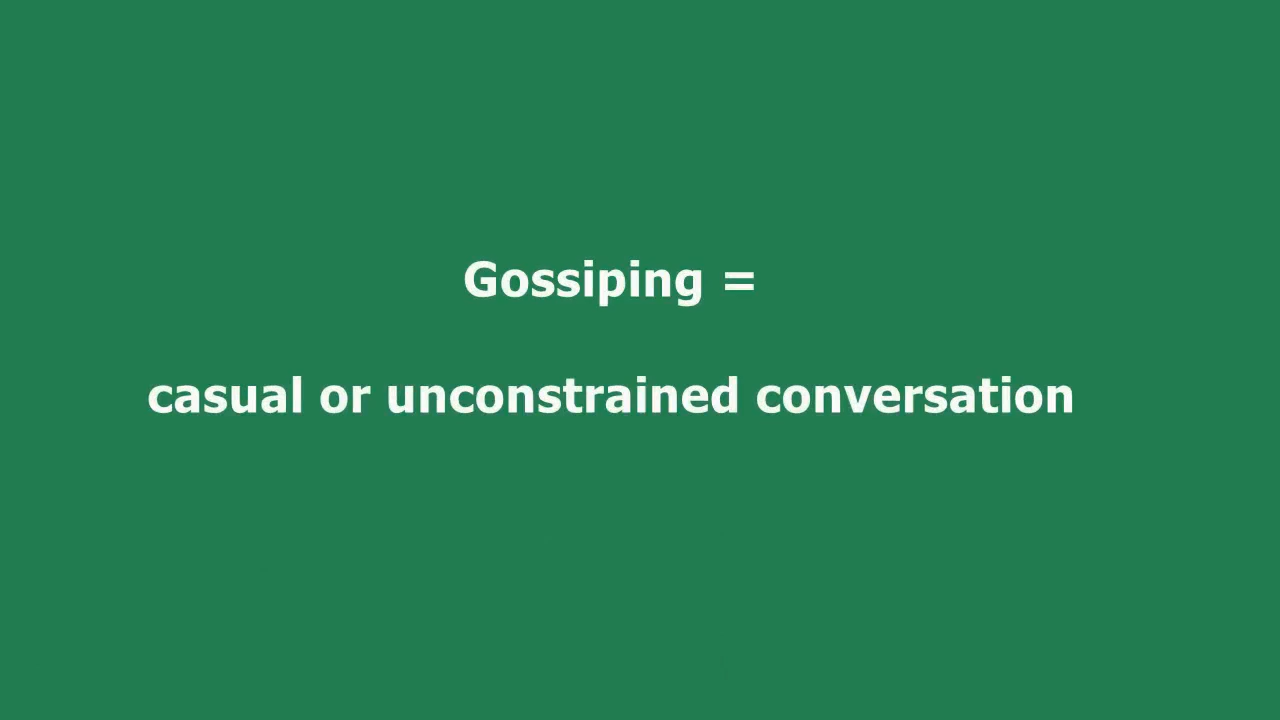 Gossiping =
casual or unconstrained conversation